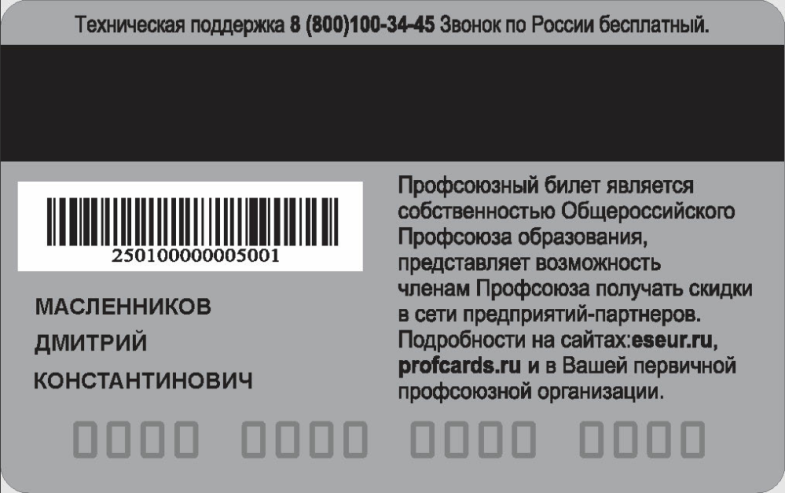 Техническая поддержка 8 (800)100-34-45 Звонок по России бесплатный.
250100000005001
МАСЛЕННИКОВ
ДМИТРИЙ
КОНСТАНТИНОВИЧ
Профсоюзный билет является
собственностью Общероссийского
Профсоюза образования,
представляет возможность
членам Профсоюза получать скидки
в сети предприятий-партнеров.
Подробности на сайтах:eseur.ru,
profcards.ru и в Вашей первичной
профсоюзной организации.
0000 0000 0000 0000